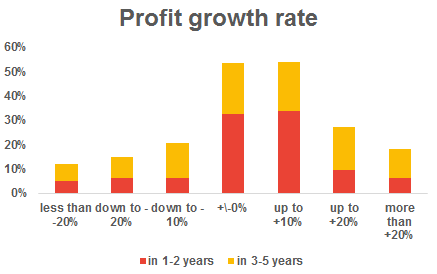 Profit growth rate
60%
50%
40%
30%
20%
10%
0%
less than down to - down to - +\-0% up to up to more
-20% 20% 10% +10% +20% than
+20%
in 1-2 years in 3-5 years